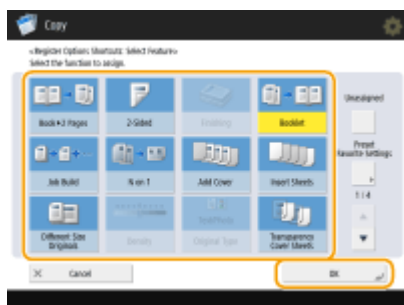 Copy
<Register Options Shortcuts: Select Feature>
Select the function to assign.
Book▶2 Pages
2-Sided
Finishing
Booklet
Unassigned
Job Build
N on 1
Add Cover
Insert Sheets
Preset
Favorite Settings:
1/4
Different Size
Originals
Density
Text/Photo
Original Type
Transparency
Cover Sheets
× Cancel
OK